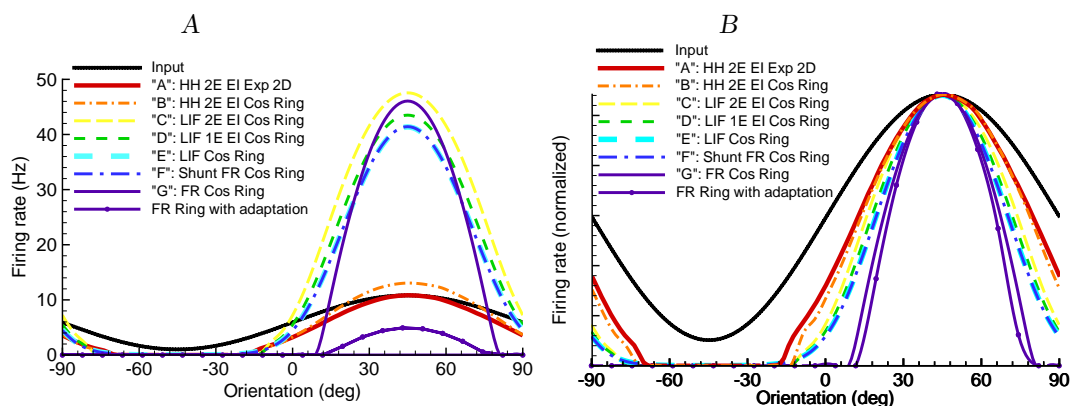 A
Input
"A": HH 2E EI Exp 2D
"B": HH 2E EI Cos Ring
"C": LIF 2E EI Cos Ring
"D": LIF 1E EI Cos Ring
"E": LIF Cos Ring
"F": Shunt FR Cos Ring
"G": FR Cos Ring
FR Ring with adaptation
Firing rate (Hz)
50
40
30
20
10
0
-90 -60 -30 0 30 60 90
Orientation (deg)
B
Input
"A": HH 2E EI Exp 2D
"B": HH 2E EI Cos Ring
"C": LIF 2E EI Cos Ring
"D": LIF 1E EI Cos Ring
"E": LIF Cos Ring
"F": Shunt FR Cos Ring
"G": FR Cos Ring
FR Ring with adaptation
Firing rate (normalized)
-90 -60 -30 0 30 60 90
Orientation (deg)